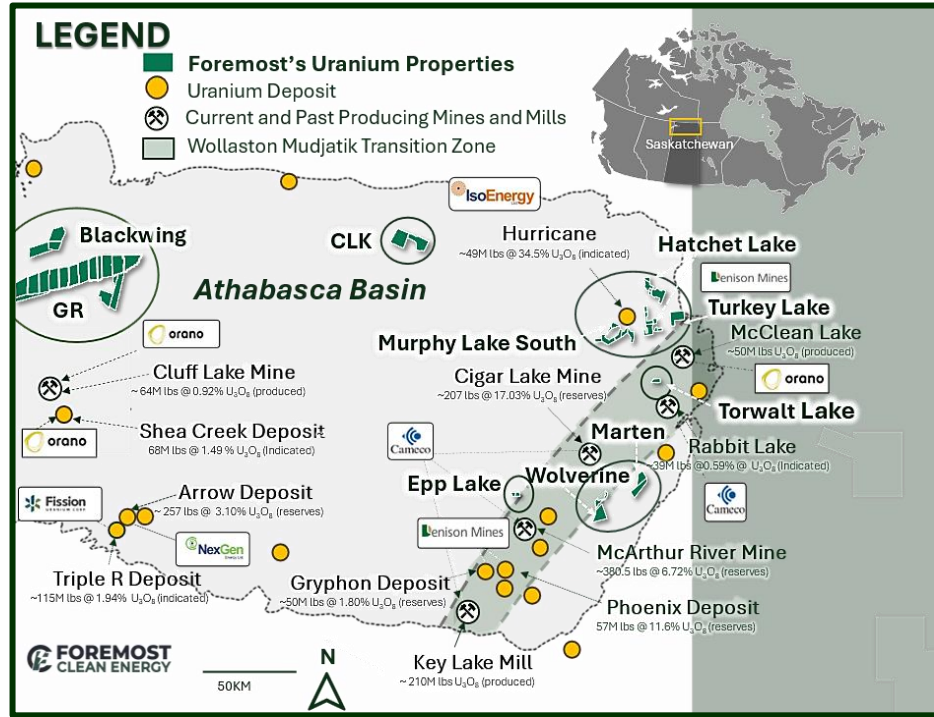 LEGEND
Foremost's Uranium Properties
Uranium Deposit
Current and Past Producing Mines and Mills
Wollaston Mudjatik Transition Zone
Saskatchewan
IsoEnergy
Blackwing
CLK
Hurricane
~49M lbs @ 34.5% U₃O₈ (indicated)
Hatchet Lake
Denison Mines
GR
Athabasca Basin
Turkey Lake
Murphy Lake South
McClean Lake
~50M lbs U₃O₈ (produced)
orano
Cluff Lake Mine
~64M lbs @ 0.92% U₃O₈ (produced)
Cigar Lake Mine
~207 lbs @ 17.03% U₃O₈ (reserves)
orano
Torwalt Lake
orano
Shea Creek Deposit
68M lbs @ 1.49 % U₃O₈ (Indicated)
Cameco
Marten
Rabbit Lake
~39M lbs @0.59% @ U₃O₈ (Indicated)
Epp Lake
Wolverine
Cameco
Fission
URANIUM CORP
Arrow Deposit
~ 257 lbs @ 3.10% U₃O₈ (reserves)
Denison Mines
NexGen
Energy Ltd.
McArthur River Mine
~380.5 lbs @ 6.72% U₃O₈ (reserves)
Triple R Deposit
~115M lbs @ 1.94% U₃O₈ (indicated)
Gryphon Deposit
~50M lbs @ 1.80% U₃O₈ (reserves)
Phoenix Deposit
57M lbs @ 11.6% U₃O₈ (reserves)
FOREMOST
CLEAN ENERGY
50KM
N
Key Lake Mill
~ 210M lbs U₃O₈ (produced)